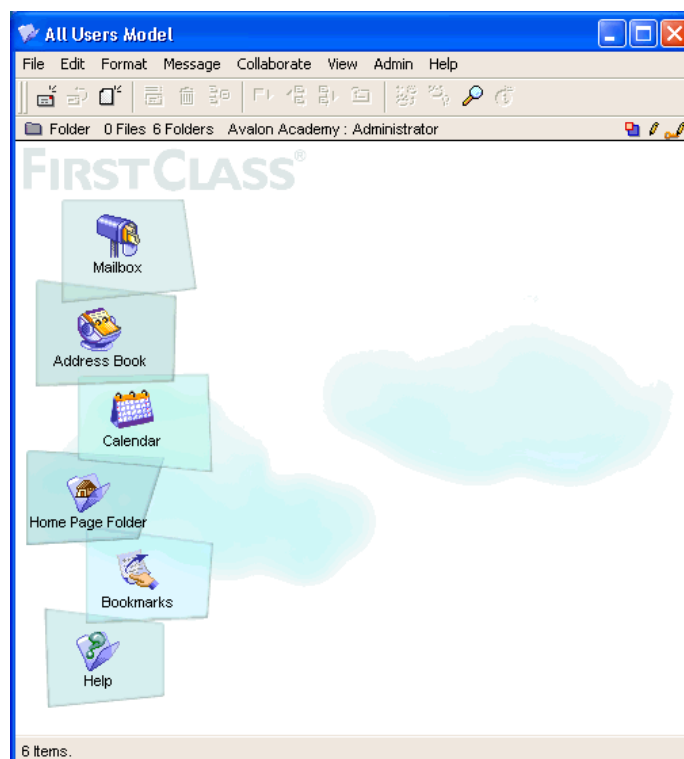 All Users Model
File Edit Format Message Collaborate View Admin Help
Folder 0 Files 6 Folders Avalon Academy : Administrator
FIRSTCLASS®
Mailbox
Address Book
Calendar
Home Page Folder
Bookmarks
Help
6 Items.